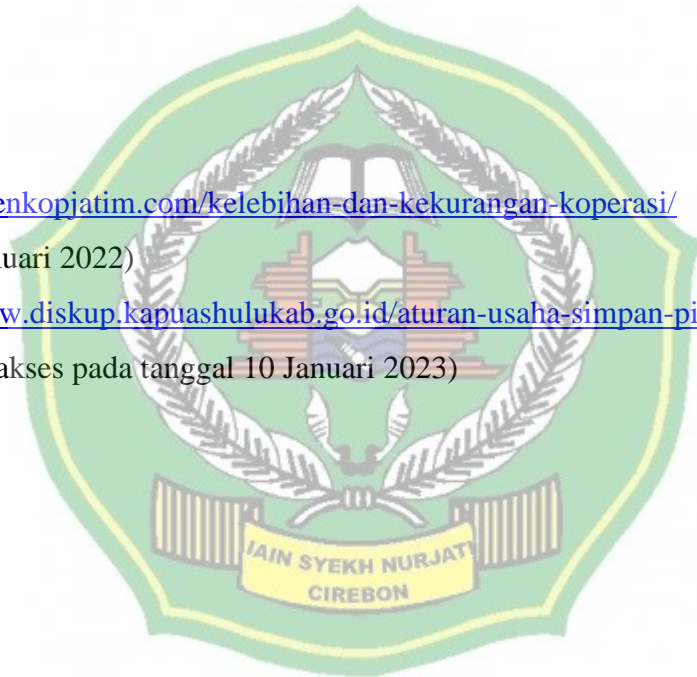 enkopjatim.com/kelebihan-dan-kekurangan-koperasi/
uari 2022)
w.diskup.kapuashulukab.go.id/aturan-usaha-simpan-pi
akses pada tanggal 10 Januari 2023)
IAIN SYEKH NURJATI
CIREBON